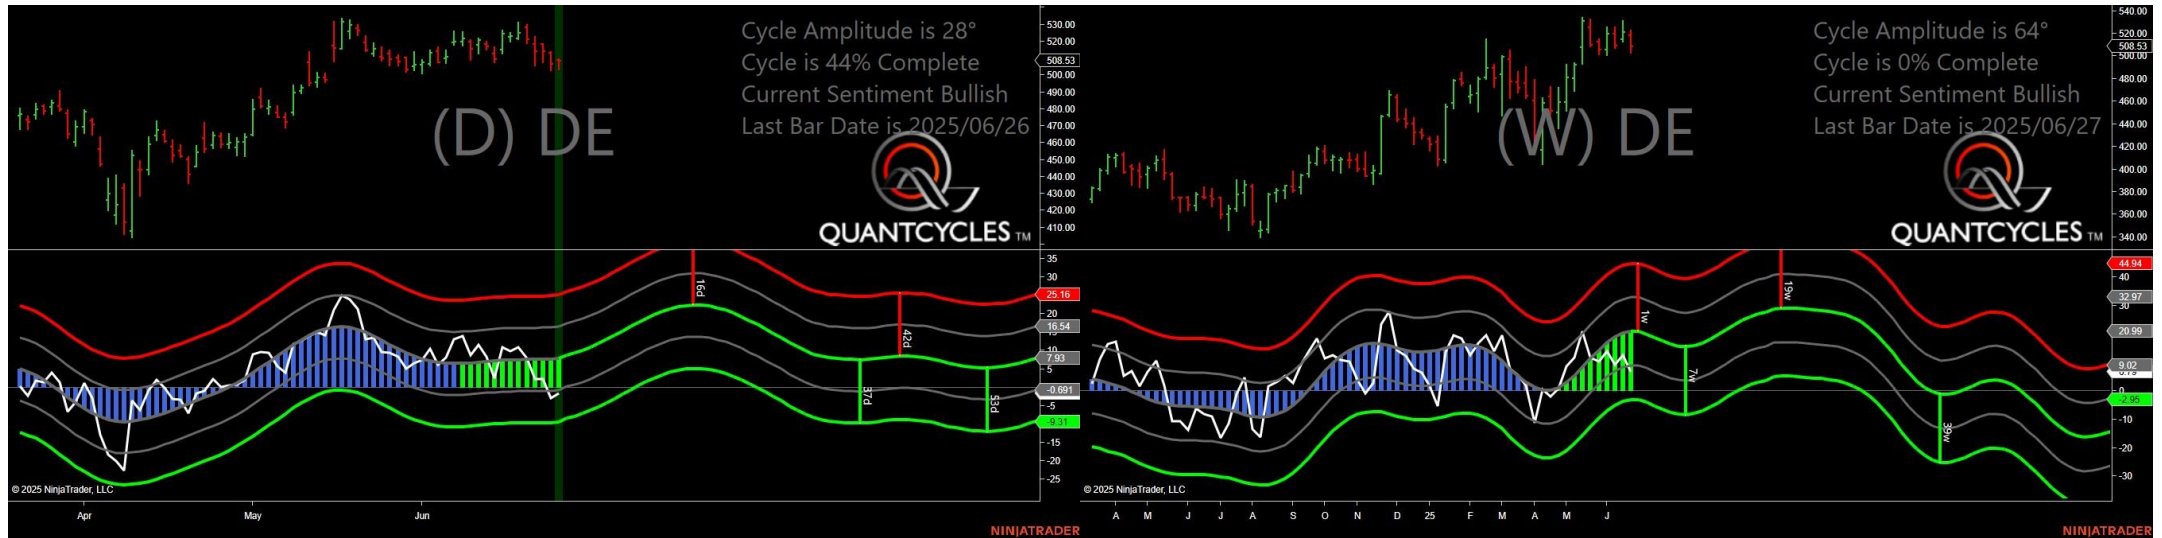 Cycle Amplitude is 28°
Cycle is 44% Complete
Current Sentiment Bullish
Last Bar Date is 2025/06/26
(D) DE
QUANTCYCLES TM
530.00
520.00
508.53
500.00
490.00
480.00
470.00
460.00
450.00
440.00
430.00
420.00
410.00
35
30
25.16
20
16.54
10
7.93
5
-0.691
-5
-9.31
-15
-20
-25
16d
42d
37d
53d
© 2025 NinjaTrader, LLC
Apr May Jun
NINJATRADER
Cycle Amplitude is 64°
Cycle is 0% Complete
Current Sentiment Bullish
Last Bar Date is 2025/06/27
(W) DE
QUANTCYCLES TM
540.00
520.00
508.53
500.00
480.00
460.00
440.00
420.00
400.00
380.00
360.00
340.00
44.94
40
32.97
30
20.99
9.02
0
-2.95
-10
-20
-30
1w
19w
7w
39w
© 2025 NinjaTrader, LLC
A M J J A S O N D 25 F M A M J
NINJATRADER